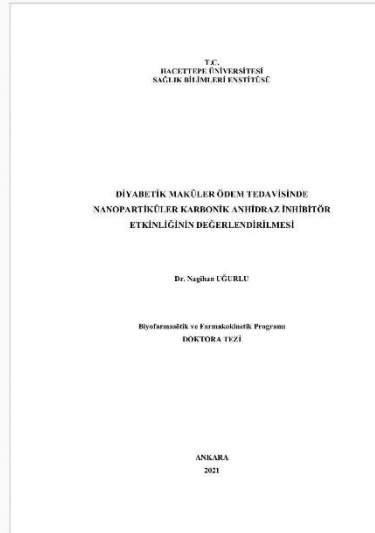 T.C.
HACETTEPE ÜNİVERSİTESİ
SAĞLIK BİLİMLERİ ENSTİTÜSÜ
DİYABETİK MAKÜLER ÖDEM TEDAVİSİNDE
NANOPARTİKÜLER KARBONİK ANHİDRAZ İNHİBİTÖR
ETKİNLİĞİNİN DEĞERLENDİRİLMESİ
Dr. Nagihan UĞURLU
Biyofarmasötik ve Farmakokinetik Programı
DOKTORA TEZİ
ANKARA
2021